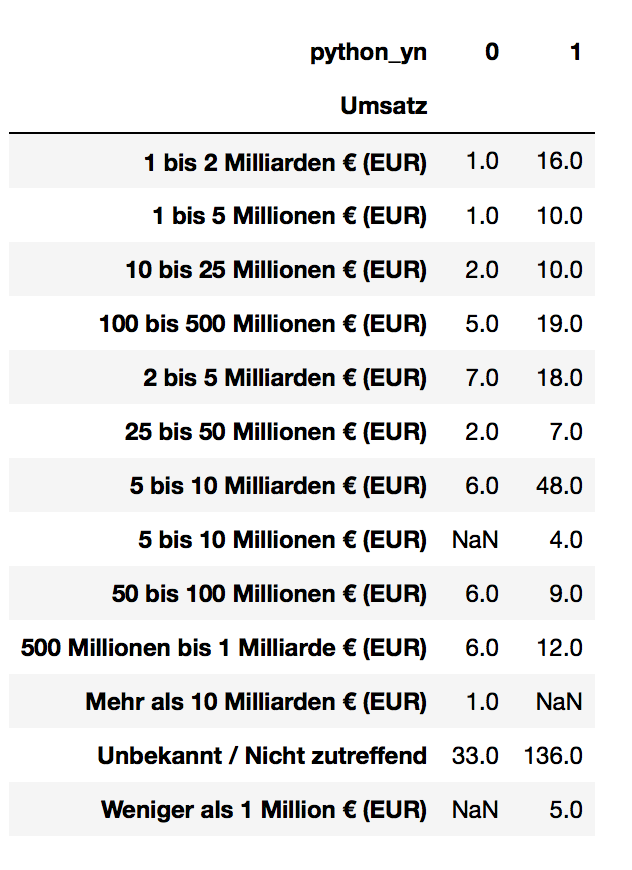 python_yn 0 1
Umsatz
1 bis 2 Milliarden € (EUR) 1.0 16.0
1 bis 5 Millionen € (EUR) 1.0 10.0
10 bis 25 Millionen € (EUR) 2.0 10.0
100 bis 500 Millionen € (EUR) 5.0 19.0
2 bis 5 Milliarden € (EUR) 7.0 18.0
25 bis 50 Millionen € (EUR) 2.0 7.0
5 bis 10 Milliarden € (EUR) 6.0 48.0
5 bis 10 Millionen € (EUR) NaN 4.0
50 bis 100 Millionen € (EUR) 6.0 9.0
500 Millionen bis 1 Milliarde € (EUR) 6.0 12.0
Mehr als 10 Milliarden € (EUR) 1.0 NaN
Unbekannt / Nicht zutreffend 33.0 136.0
Weniger als 1 Million € (EUR) NaN 5.0